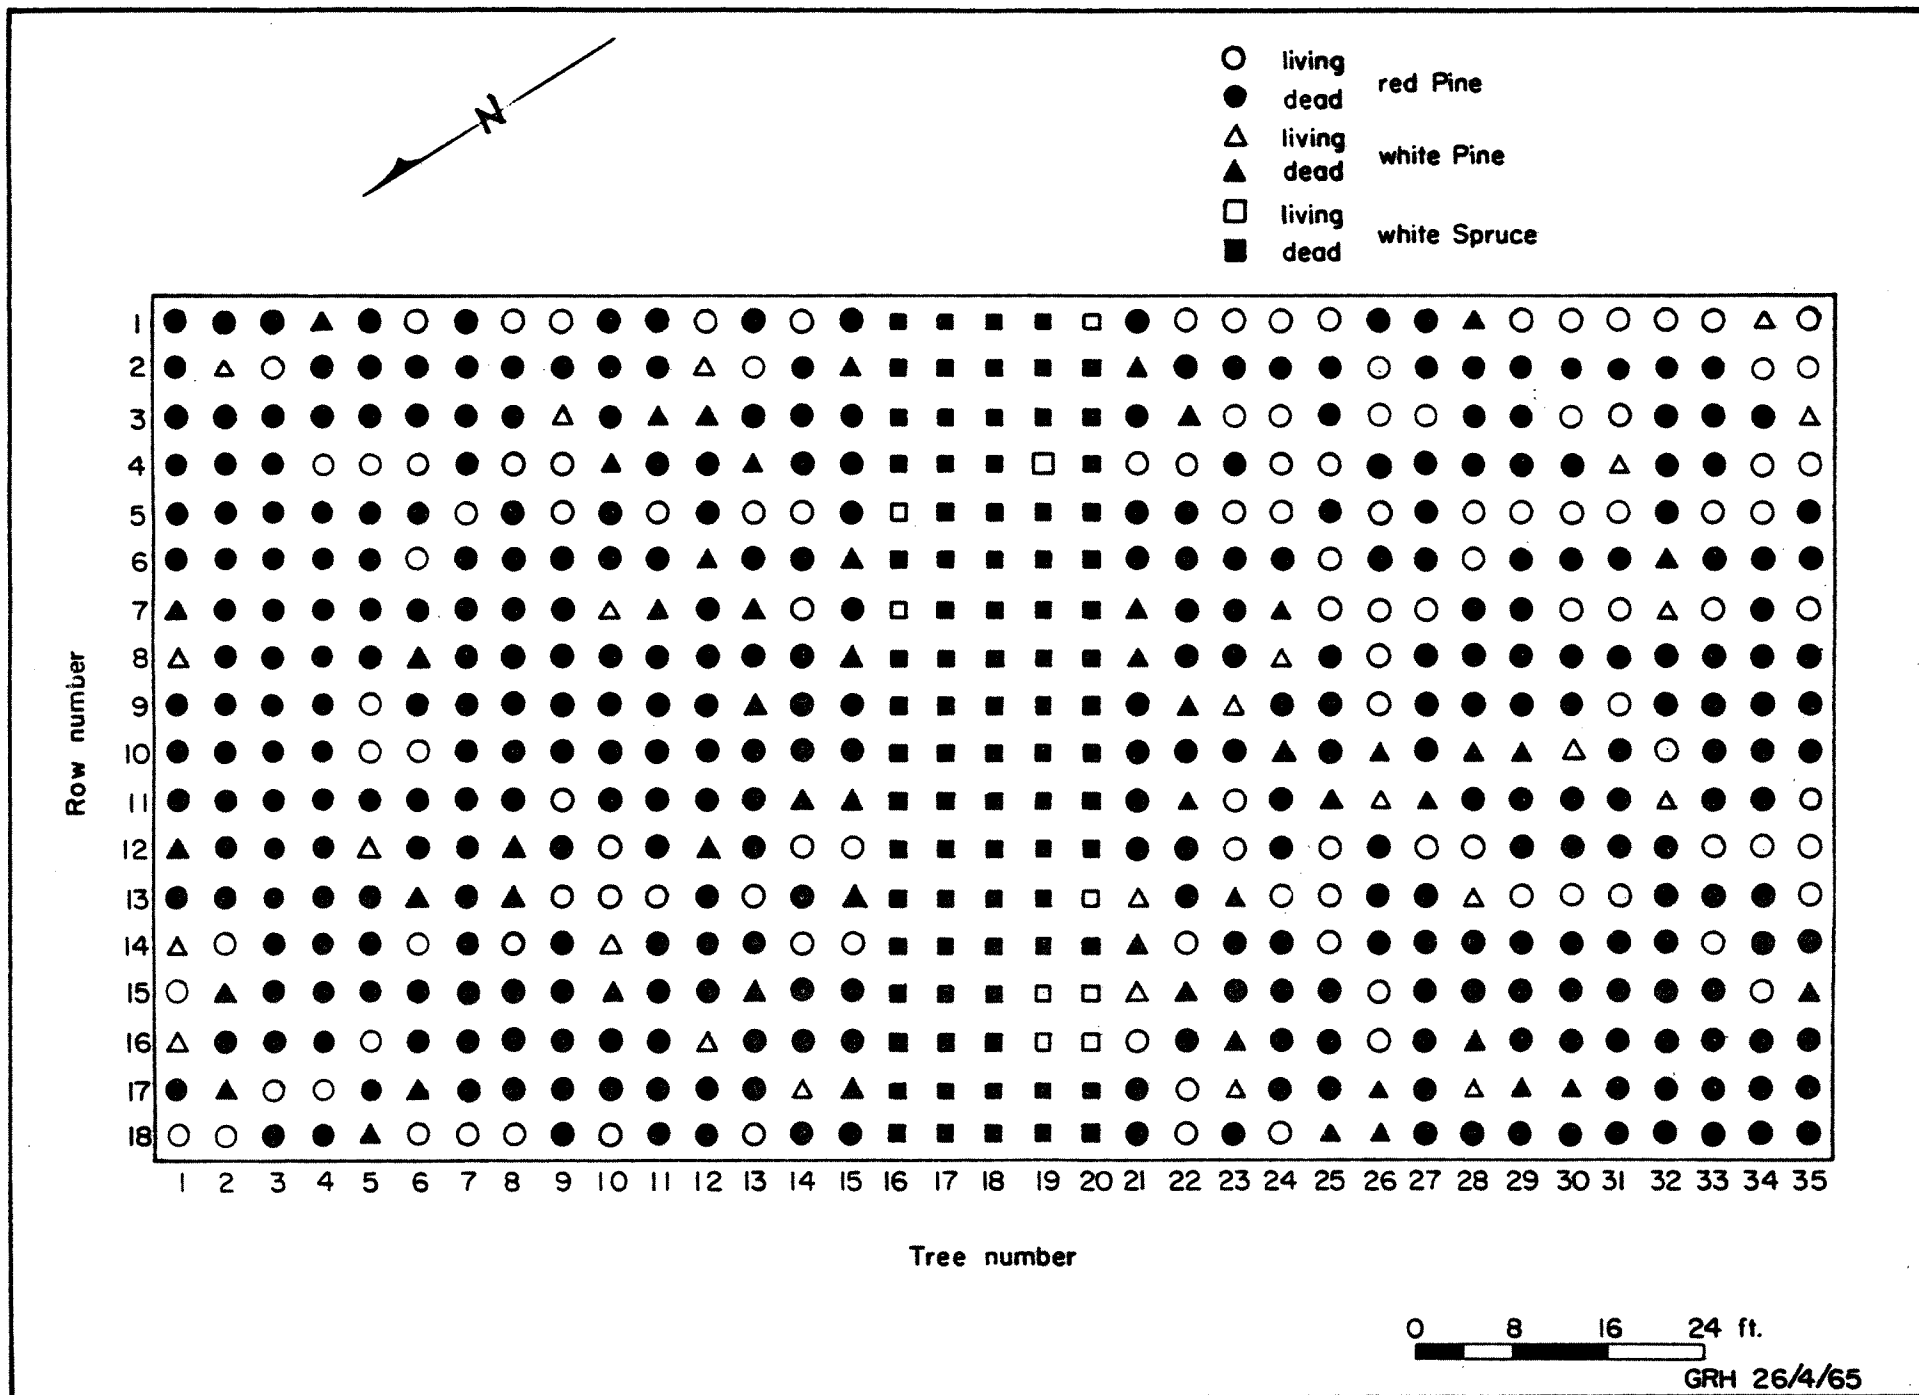 N
living
red Pine
dead
living
white Pine
dead
living
white Spruce
dead
Row number
1
2
3
4
5
6
7
8
9
10
11
12
13
14
15
16
17
18
1 2 3 4 5 6 7 8 9 10 11 12 13 14 15 16 17 18 19 20 21 22 23 24 25 26 27 28 29 30 31 32 33 34 35
Tree number
0 8 16 24 ft.
GRH 26/4/65